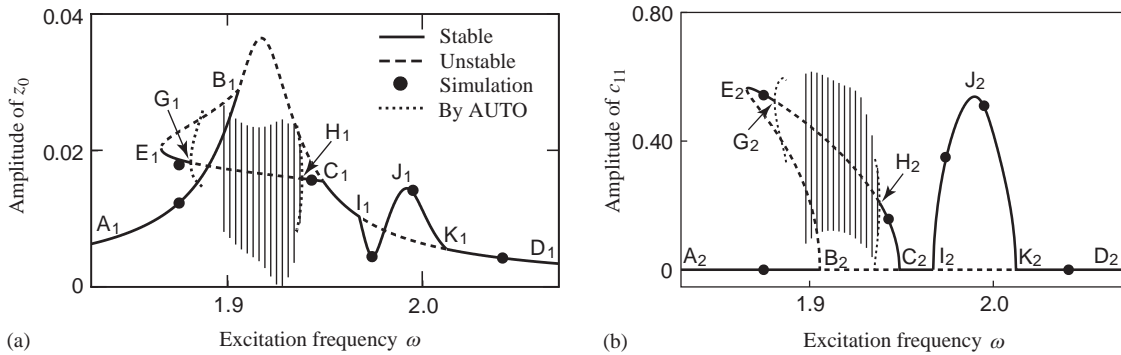 0.04
0.02
0
Amplitude of z0
A1
B1
C1
D1
E1
G1
H1
I1
J1
K1
Stable
Unstable
Simulation
By AUTO
1.9
2.0
Excitation frequency ω
(a)
0.80
0.40
0
Amplitude of c11
A2
B2
C2
D2
E2
G2
H2
I2
J2
K2
1.9
2.0
Excitation frequency ω
(b)